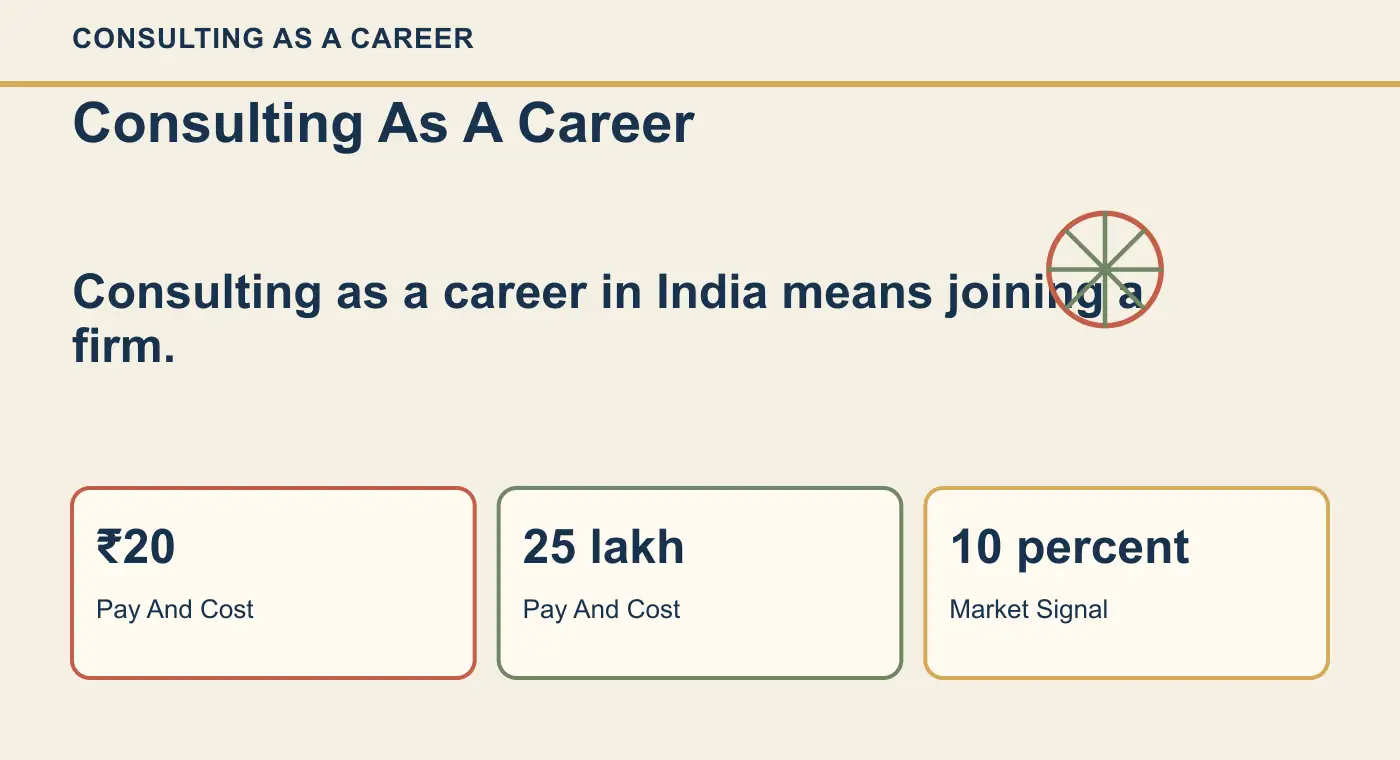 CONSULTING AS A CAREER
Consulting As A Career
Consulting as a career in India means joining a
firm.
₹20
Pay And Cost
25 lakh
Pay And Cost
10 percent
Market Signal